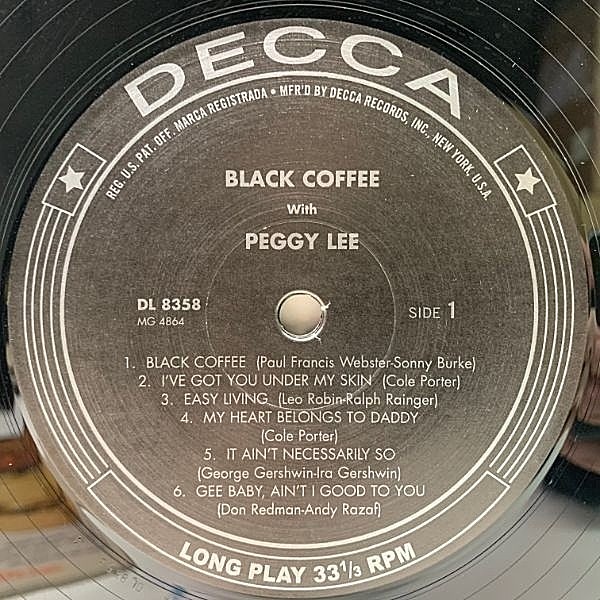 DECCA
REG. U.S. PAT. OFF. MARCA REGISTRADA • MFR'D BY DECCA RECORDS, INC., NEW YORK, U.S.A.
BLACK COFFEE
With
PEGGY LEE
DL 8358
MG 4864
SIDE 1
1. BLACK COFFEE (Paul Francis Webster-Sonny Burke)
2. I'VE GOT YOU UNDER MY SKIN (Cole Porter)
3. EASY LIVING (Leo Robin-Ralph Rainger)
4. MY HEART BELONGS TO DADDY
(Cole Porter)
5. IT AIN'T NECESSARILY SO
(George Gershwin-Ira Gershwin)
6. GEE BABY, AIN'T I GOOD TO YOU
(Don Redman-Andy Razaf)
LONG PLAY 33 1/3 RPM